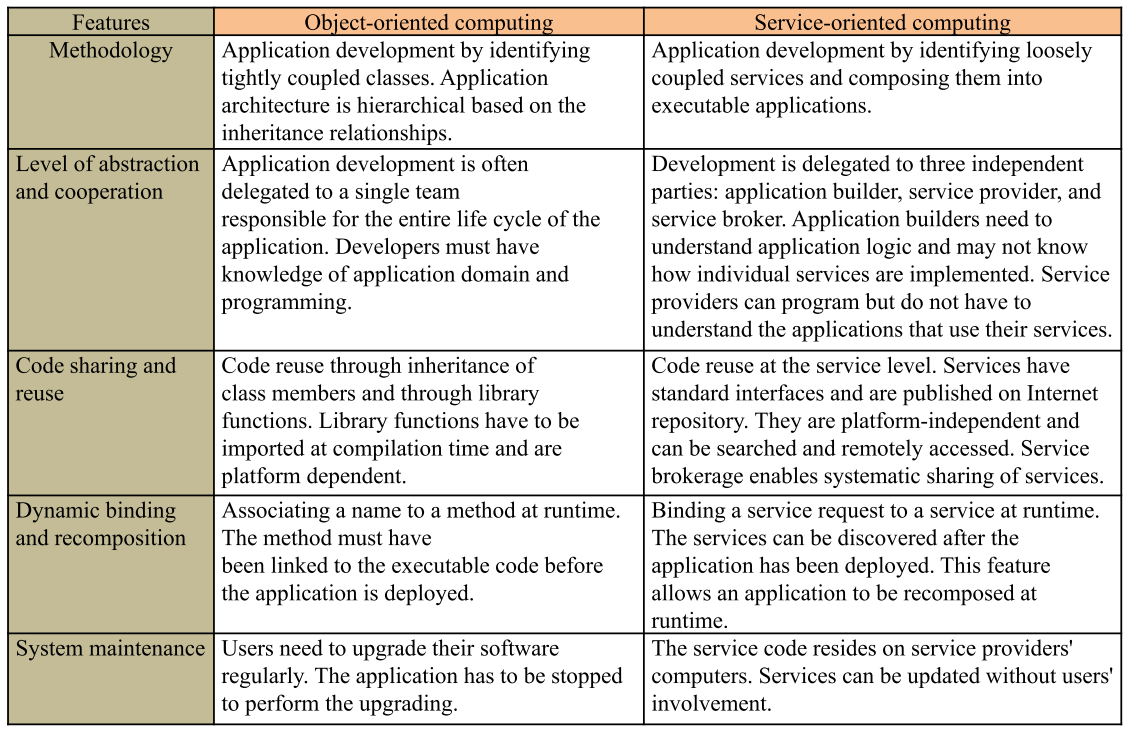 Features
Object-oriented computing
Service-oriented computing
Methodology
Application development by identifying
tightly coupled classes. Application
architecture is hierarchical based on the
inheritance relationships.
Application development by identifying loosely
coupled services and composing them into
executable applications.
Level of abstraction
and cooperation
Application development is often
delegated to a single team
responsible for the entire life cycle of the
application. Developers must have
knowledge of application domain and
programming.
Development is delegated to three independent
parties: application builder, service provider, and
service broker. Application builders need to
understand application logic and may not know
how individual services are implemented. Service
providers can program but do not have to
understand the applications that use their services.
Code sharing and
reuse
Code reuse through inheritance of
class members and through library
functions. Library functions have to be
imported at compilation time and are
platform dependent.
Code reuse at the service level. Services have
standard interfaces and are published on Internet
repository. They are platform-independent and
can be searched and remotely accessed. Service
brokerage enables systematic sharing of services.
Dynamic binding
and recomposition
Associating a name to a method at runtime.
The method must have
been linked to the executable code before
the application is deployed.
Binding a service request to a service at runtime.
The services can be discovered after the
application has been deployed. This feature
allows an application to be recomposed at
runtime.
System maintenance
Users need to upgrade their software
regularly. The application has to be stopped
to perform the upgrading.
The service code resides on service providers'
computers. Services can be updated without users'
involvement.